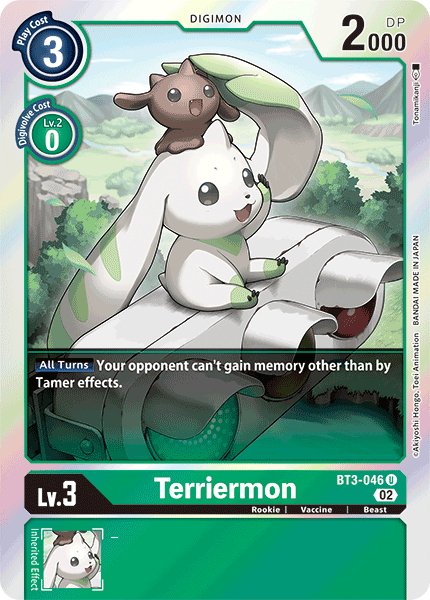 Play Cost
3
DIGIMON
DP
2000
Digivolve Cost
Lv.2
0
Tonamikanji
©Akiyoshi Hongo, Toei Animation BANDAI MADE IN JAPAN
All Turns Your opponent can't gain memory other than by
Tamer effects.
Lv.3
Terriermon
BT3-046 U
02
Rookie | Vaccine | Beast
Inherited Effect
–